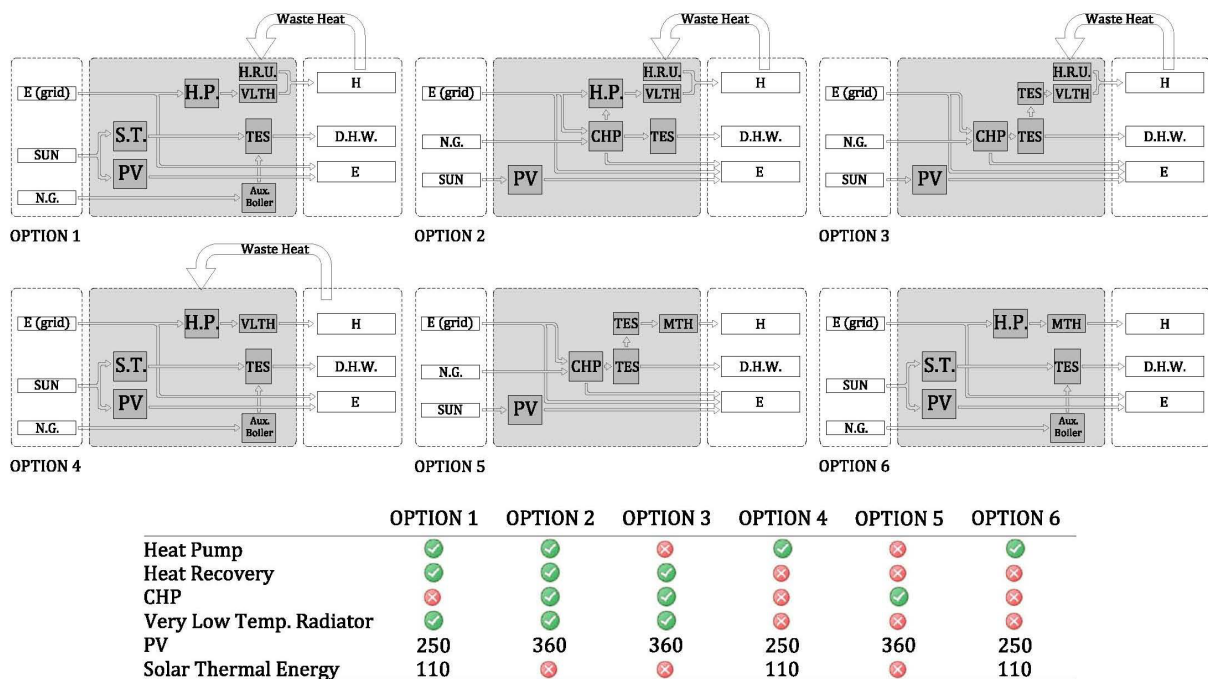 Waste Heat
E (grid)
SUN
N.G.
S.T.
PV
H.P.
H.R.U.
VLTH
TES
Aux.
Boiler
H
D.H.W.
E
OPTION 1
Waste Heat
E (grid)
N.G.
SUN
PV
H.P.
CHP
H.R.U.
VLTH
TES
H
D.H.W.
E
OPTION 2
Waste Heat
E (grid)
N.G.
SUN
PV
CHP
TES
TES
H.R.U.
VLTH
H
D.H.W.
E
OPTION 3
Waste Heat
E (grid)
SUN
N.G.
S.T.
PV
H.P.
VLTH
TES
Aux.
Boiler
H
D.H.W.
E
OPTION 4
E (grid)
N.G.
SUN
PV
CHP
TES
TES
MTH
H
D.H.W.
E
OPTION 5
E (grid)
SUN
N.G.
S.T.
PV
H.P.
MTH
TES
Aux.
Boiler
H
D.H.W.
E
OPTION 6
OPTION 1 OPTION 2 OPTION 3 OPTION 4 OPTION 5 OPTION 6
Heat Pump
Heat Recovery
CHP
Very Low Temp. Radiator
PV 250 360 360 250 360 250
Solar Thermal Energy 110 110 110